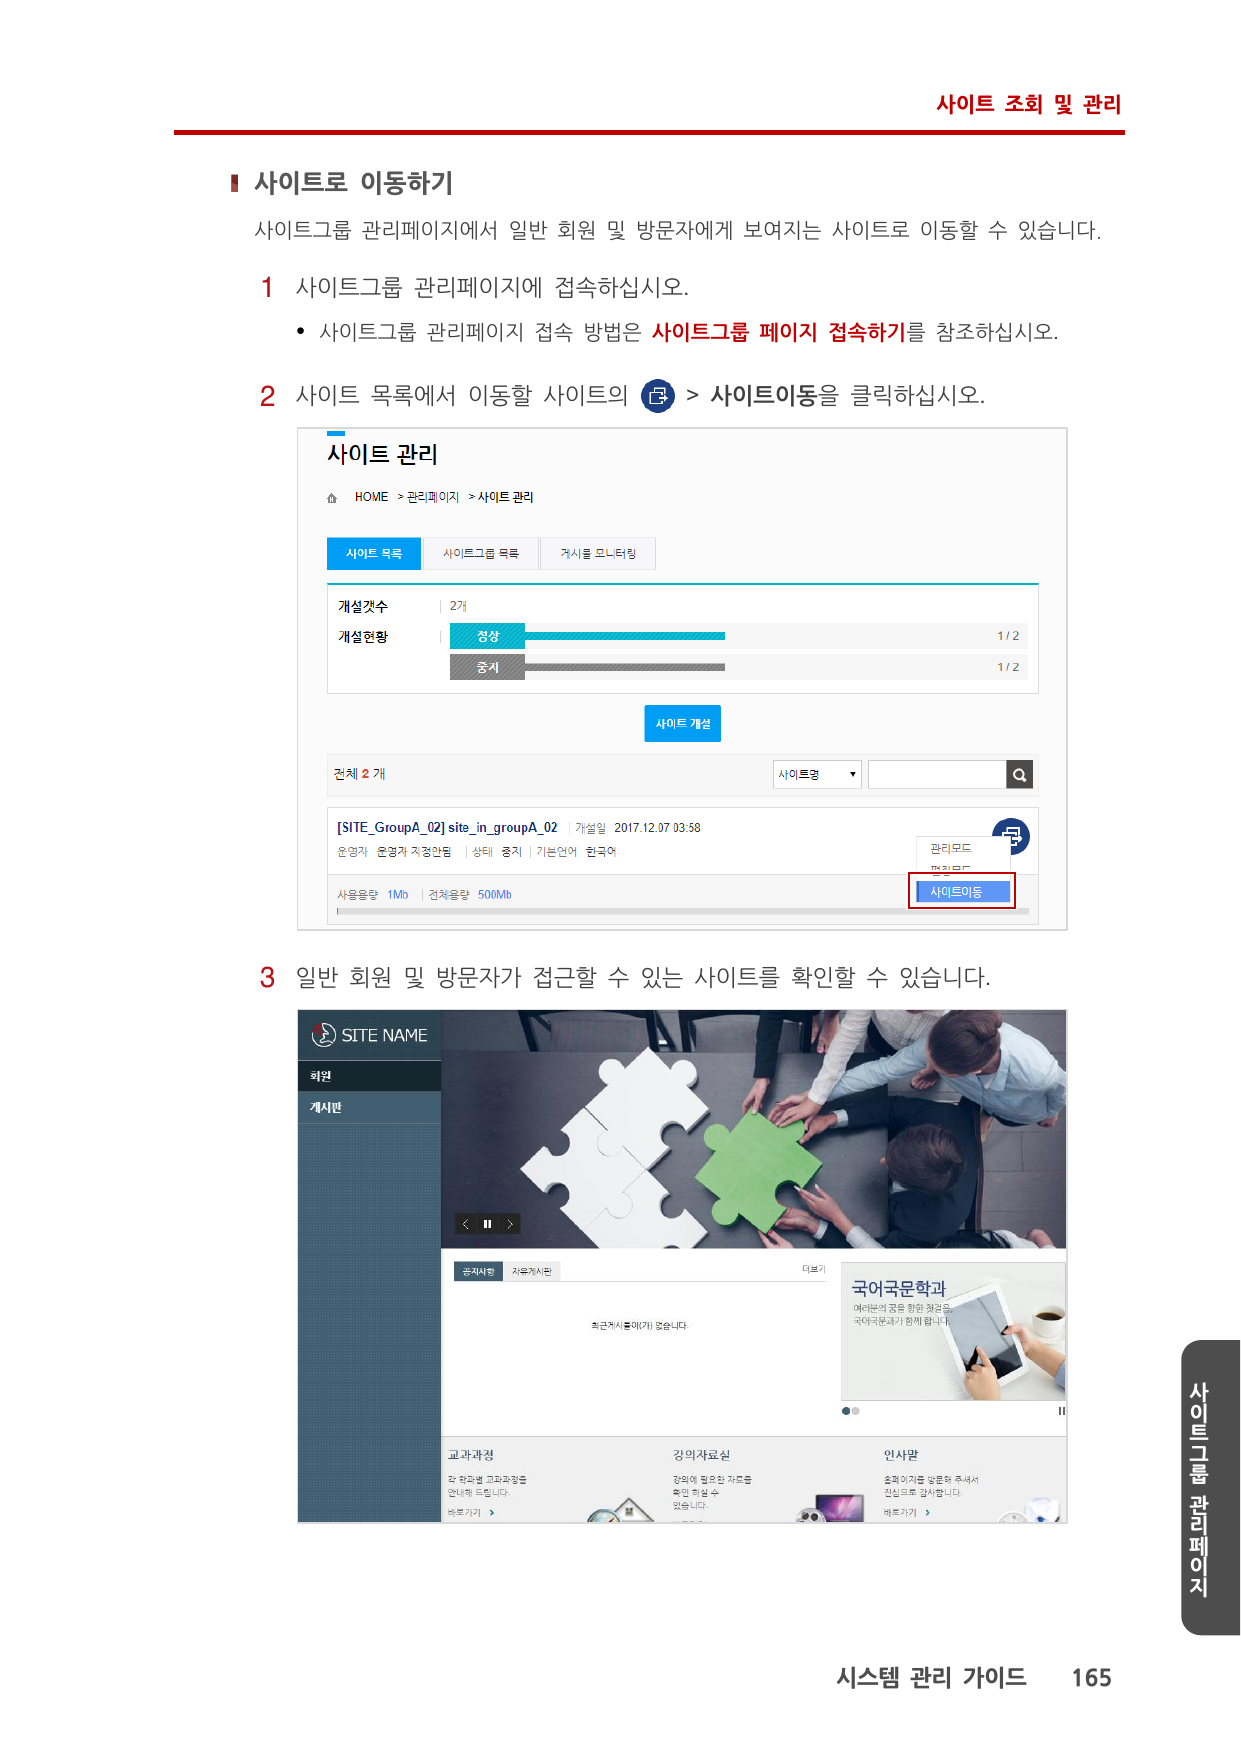 사이트 조회 및 관리
사이트로 이동하기
사이트그룹 관리페이지에서 일반 회원 및 방문자에게 보여지는 사이트로 이동할 수 있습니다.
1 사이트그룹 관리페이지에 접속하십시오.
• 사이트그룹 관리페이지 접속 방법은 사이트그룹 페이지 접속하기를 참조하십시오.
2 사이트 목록에서 이동할 사이트의 > 사이트이동을 클릭하십시오.
사이트 관리
HOME > 관리페이지 > 사이트 관리
사이트 목록 사이트그룹 목록 게시물 모니터링
개설갯수 2개
개설현황 정상 1 / 2
중지 1 / 2
사이트 개설
전체 2 개 사이트명
[SITE_GroupA_02] site_in_groupA_02 개설일 2017.12.07 03:58
운영자 운영자 지정안됨 상태 중지 기본언어 한국어
관리모드
편집모드
사용용량 1Mb 전체용량 500Mb 사이트이동
3 일반 회원 및 방문자가 접근할 수 있는 사이트를 확인할 수 있습니다.
SITE NAME
회원
게시판
공지사항 자유게시판 더보기
국어국문학과
여러분의 꿈을 향한 첫걸음,
국어국문과가 함께 합니다.
최근게시물이(가) 없습니다.
교과과정 강의자료실 인사말
각 학과별 교과과정을 강의에 필요한 자료를 홈페이지를 방문해 주셔서
안내해 드립니다. 확인 하실 수 진심으로 감사합니다.
있습니다.
바로가기 바로가기
사이트그룹 관리페이지
시스템 관리 가이드 165